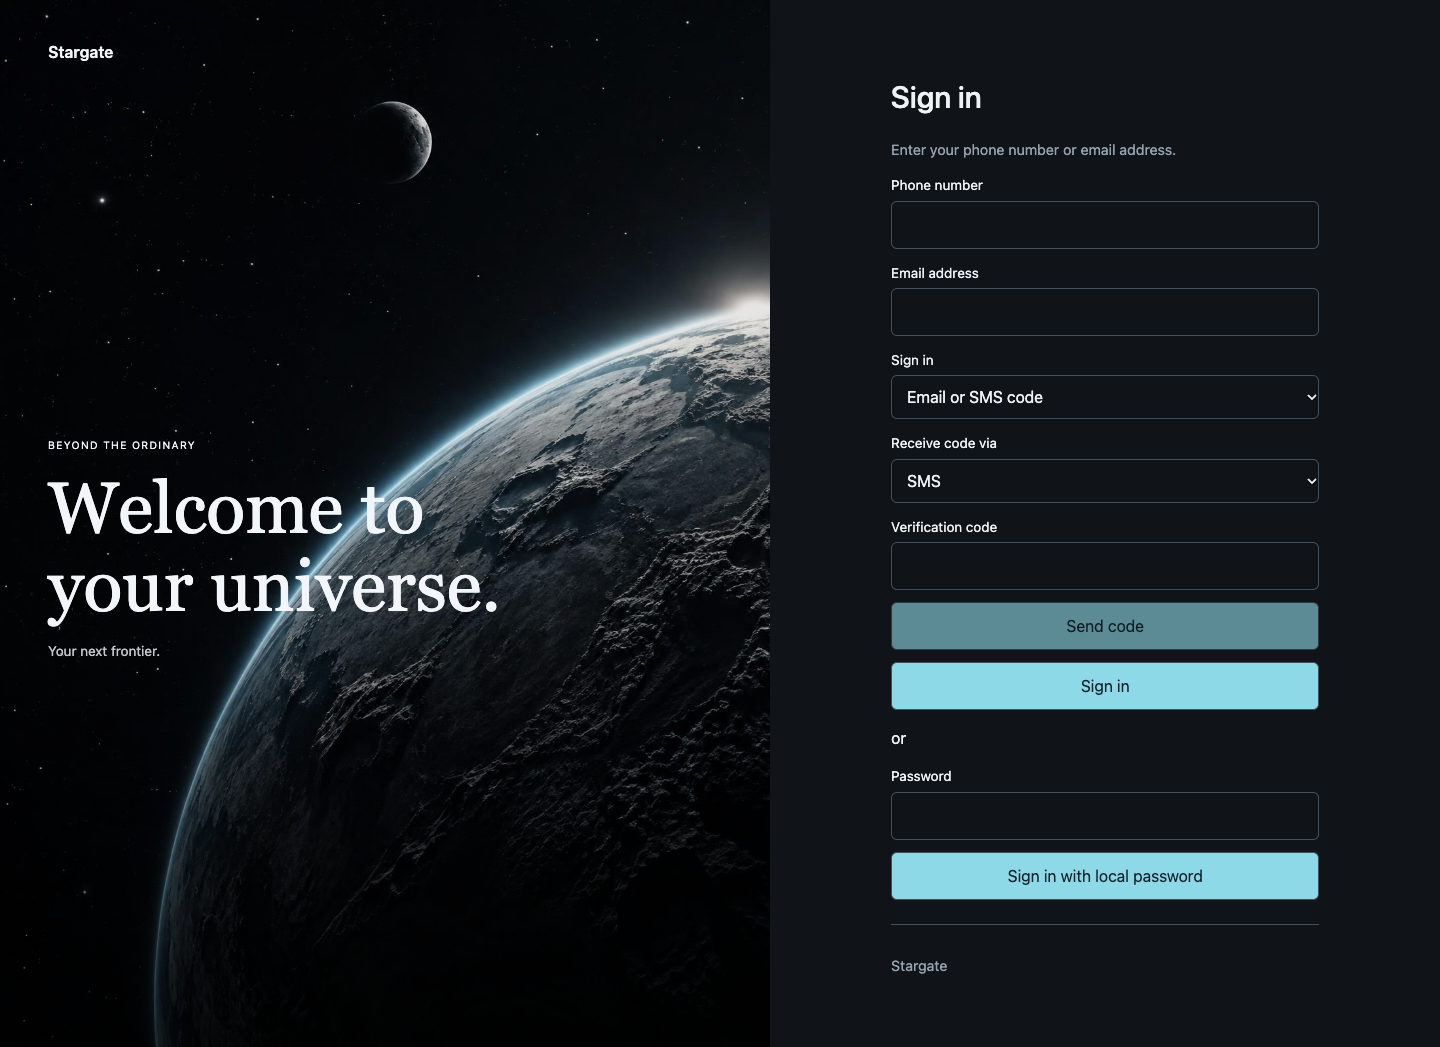 Stargate
BEYOND THE ORDINARY
Welcome to
your universe.
Your next frontier.
Sign in
Enter your phone number or email address.
Phone number
Email address
Sign in
Email or SMS code
Receive code via
SMS
Verification code
Send code
Sign in
or
Password
Sign in with local password
Stargate